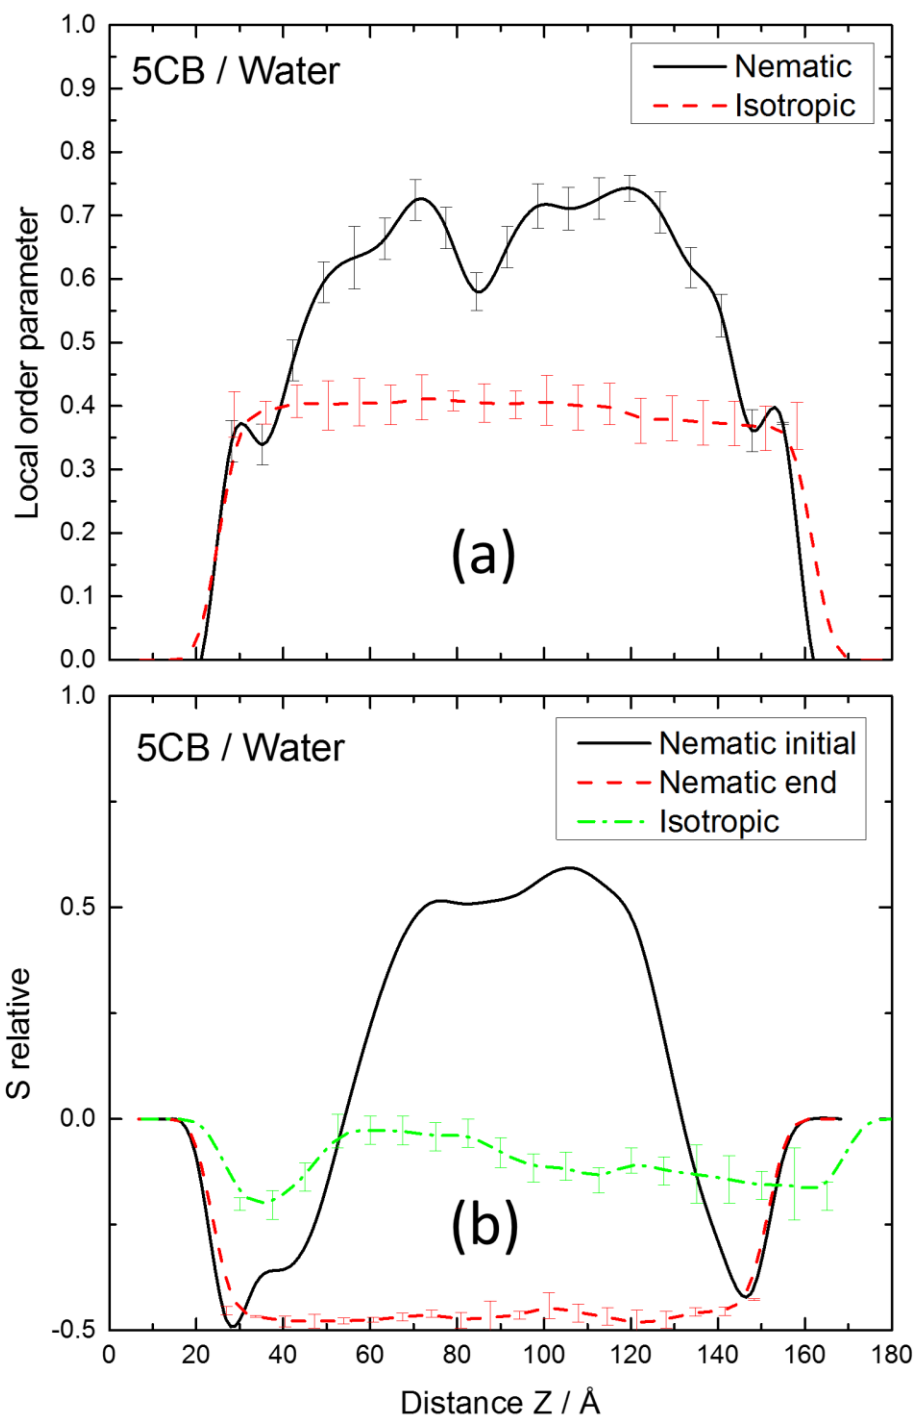 1.0
0.9
0.8
0.7
0.6
0.5
0.4
0.3
0.2
0.1
0.0
Local order parameter
5CB / Water
Nematic
Isotropic
(a)
1.0
0.5
0.0
-0.5
S relative
5CB / Water
Nematic initial
Nematic end
Isotropic
(b)
0 20 40 60 80 100 120 140 160 180
Distance Z / Å